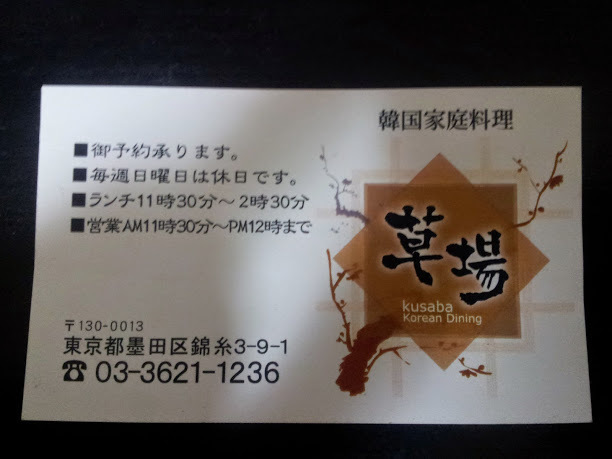 韓国家庭料理
■御予約承ります。
■毎週日曜日は休日です。
■ランチ11時30分～2時30分
■営業AM11時30分～PM12時まで
草場
kusaba
Korean Dining
〒130-0013
東京都墨田区錦糸3-9-1
☎ 03-3621-1236